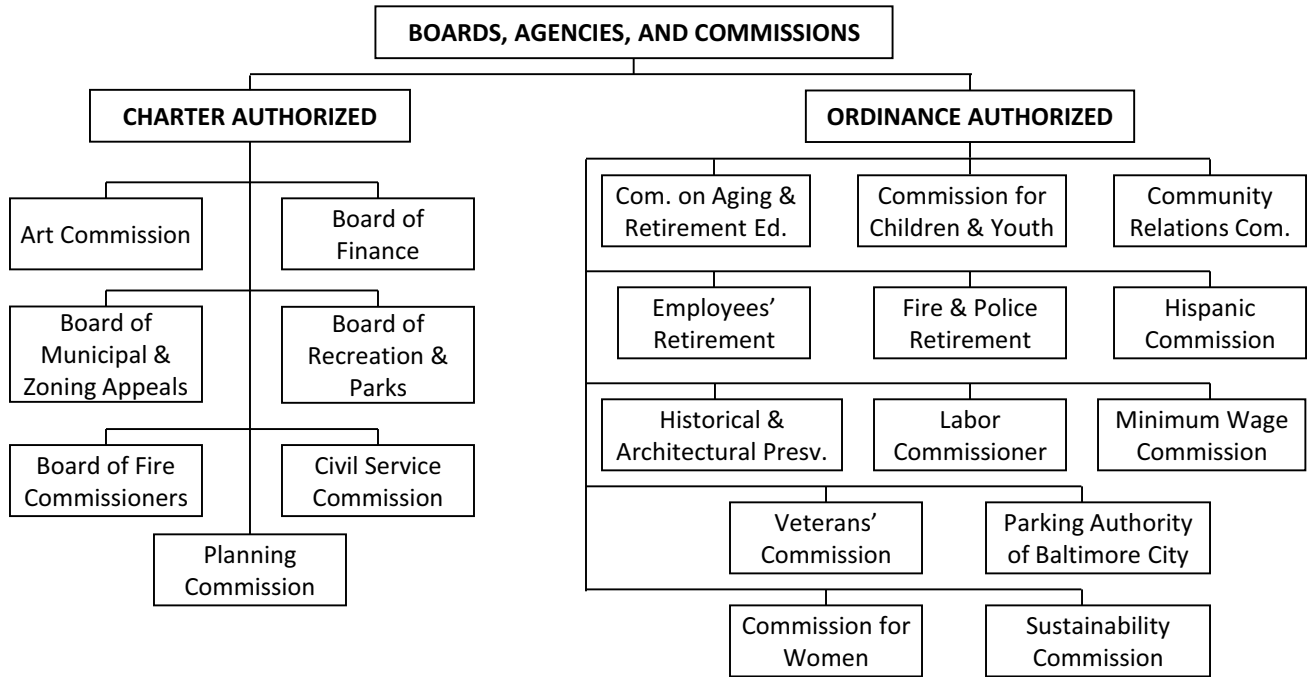 BOARDS, AGENCIES, AND COMMISSIONS
CHARTER AUTHORIZED
Art Commission
Board of
Finance
Board of
Municipal &
Zoning Appeals
Board of
Recreation &
Parks
Board of Fire
Commissioners
Civil Service
Commission
Planning
Commission
ORDINANCE AUTHORIZED
Com. on Aging &
Retirement Ed.
Commission for
Children & Youth
Community
Relations Com.
Employees’
Retirement
Fire & Police
Retirement
Hispanic
Commission
Historical &
Architectural Presv.
Labor
Commissioner
Minimum Wage
Commission
Veterans’
Commission
Parking Authority
of Baltimore City
Commission for
Women
Sustainability
Commission